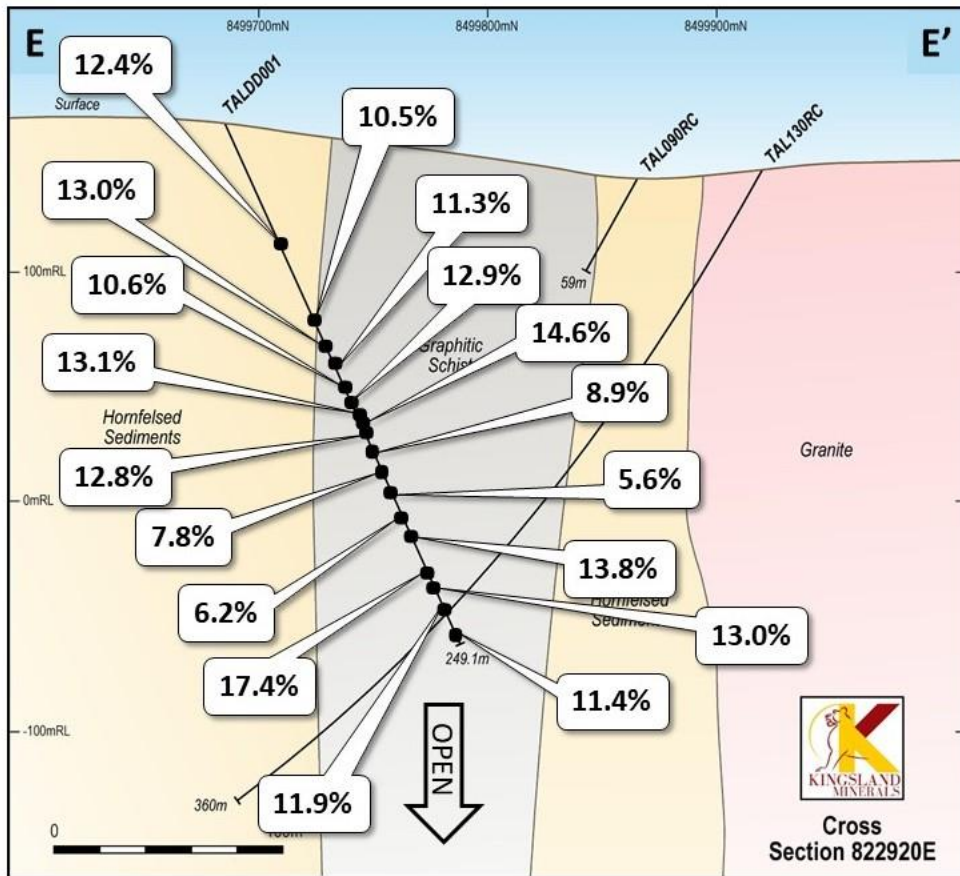 8499700mN
8499800mN
8499900mN
E
E'
12.4%
Surface
TALDD001
10.5%
TAL090RC
TAL130RC
13.0%
11.3%
100mRL
10.6%
12.9%
59m
14.6%
Graphitic
Schist
13.1%
8.9%
Hornfelsed
Sediments
Granite
12.8%
5.6%
0mRL
7.8%
13.8%
6.2%
Hornfelsed
13.0%
249.1m
17.4%
11.4%
-100mRL
OPEN
360m
11.9%
KINGSLAND
MINERALS
0
Cross
Section 822920E